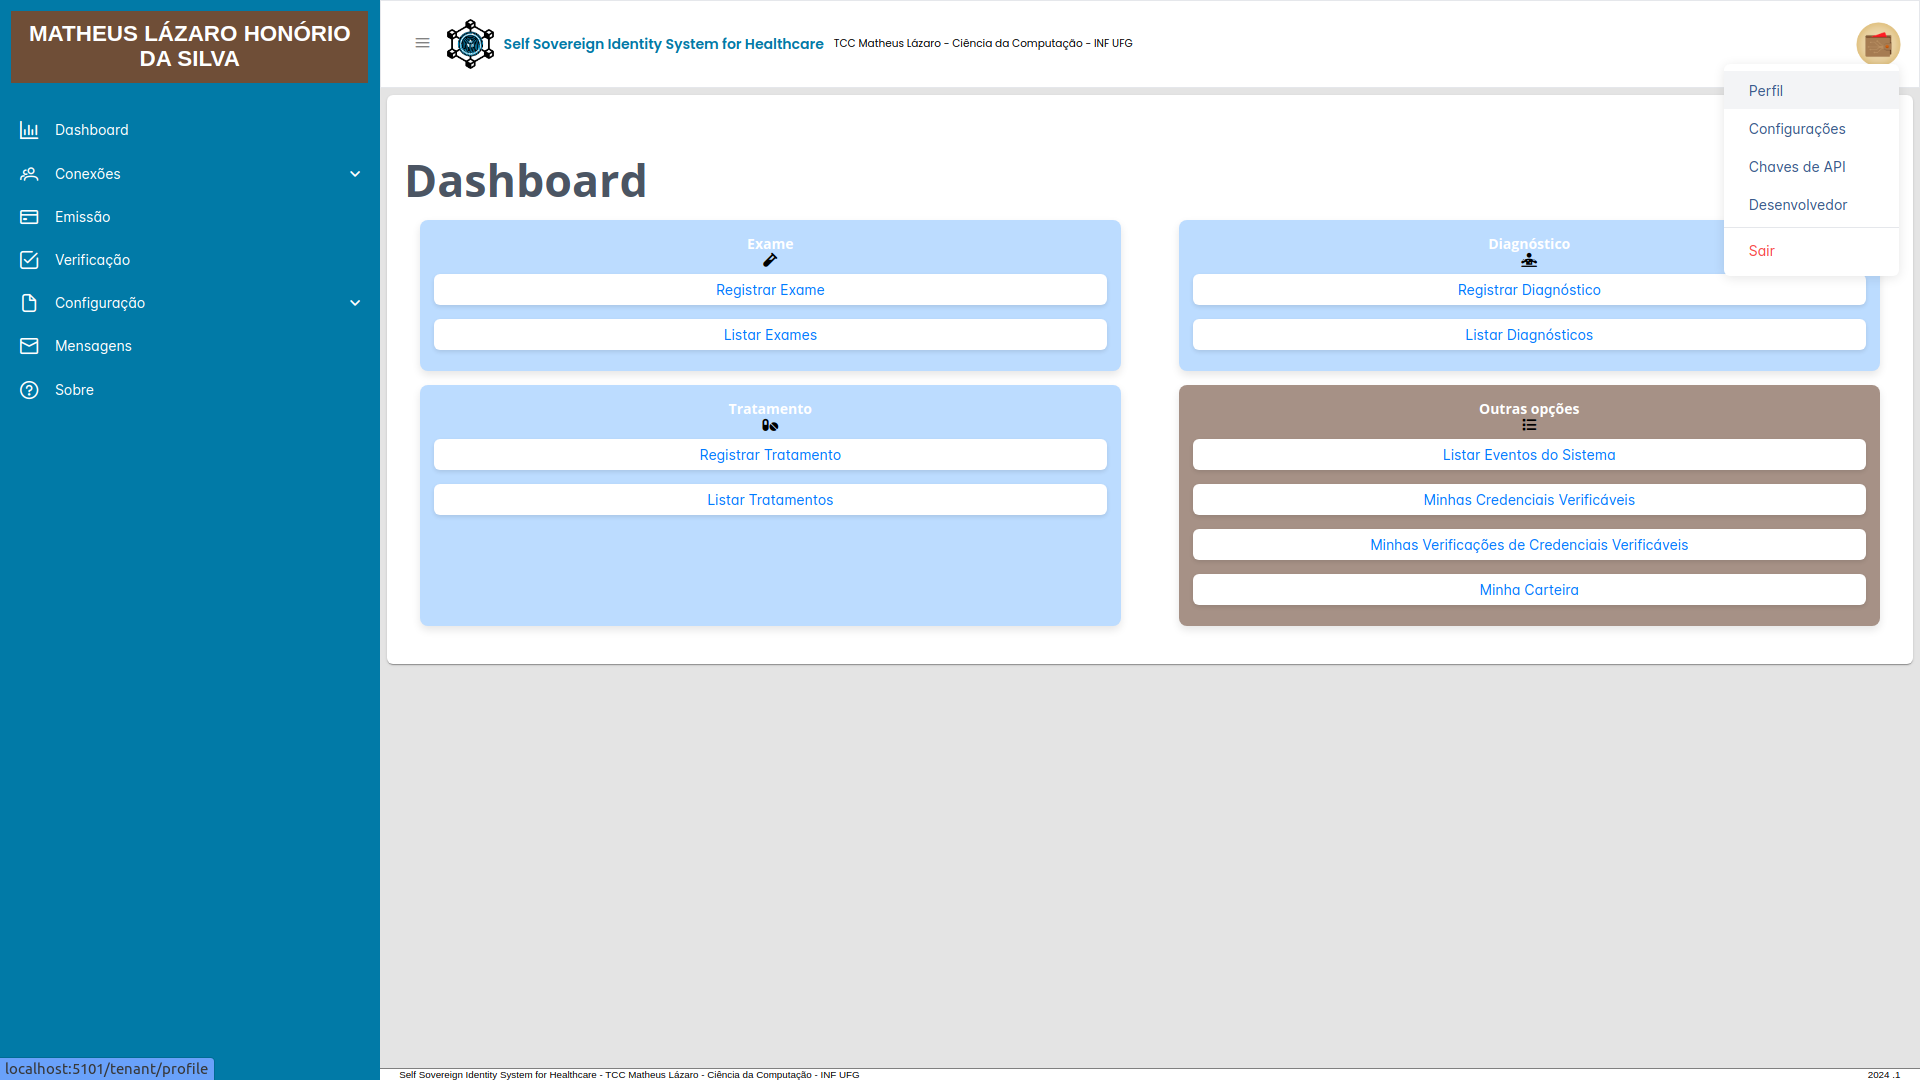 MATHEUS LÁZARO HONÓRIO
DA SILVA
Dashboard
Conexões
Emissão
Verificação
Configuração
Mensagens
Sobre
Self Sovereign Identity System for Healthcare TCC Matheus Lázaro - Ciência da Computação - INF UFG
Perfil
Configurações
Chaves de API
Desenvolvedor
Sair
Dashboard
Exame
Registrar Exame
Listar Exames
Diagnóstico
Registrar Diagnóstico
Listar Diagnósticos
Tratamento
Registrar Tratamento
Listar Tratamentos
Outras opções
Listar Eventos do Sistema
Minhas Credenciais Verificáveis
Minhas Verificações de Credenciais Verificáveis
Minha Carteira
localhost:5101/tenant/profile
Self Sovereign Identity System for Healthcare - TCC Matheus Lázaro - Ciência da Computação - INF UFG
2024 .1